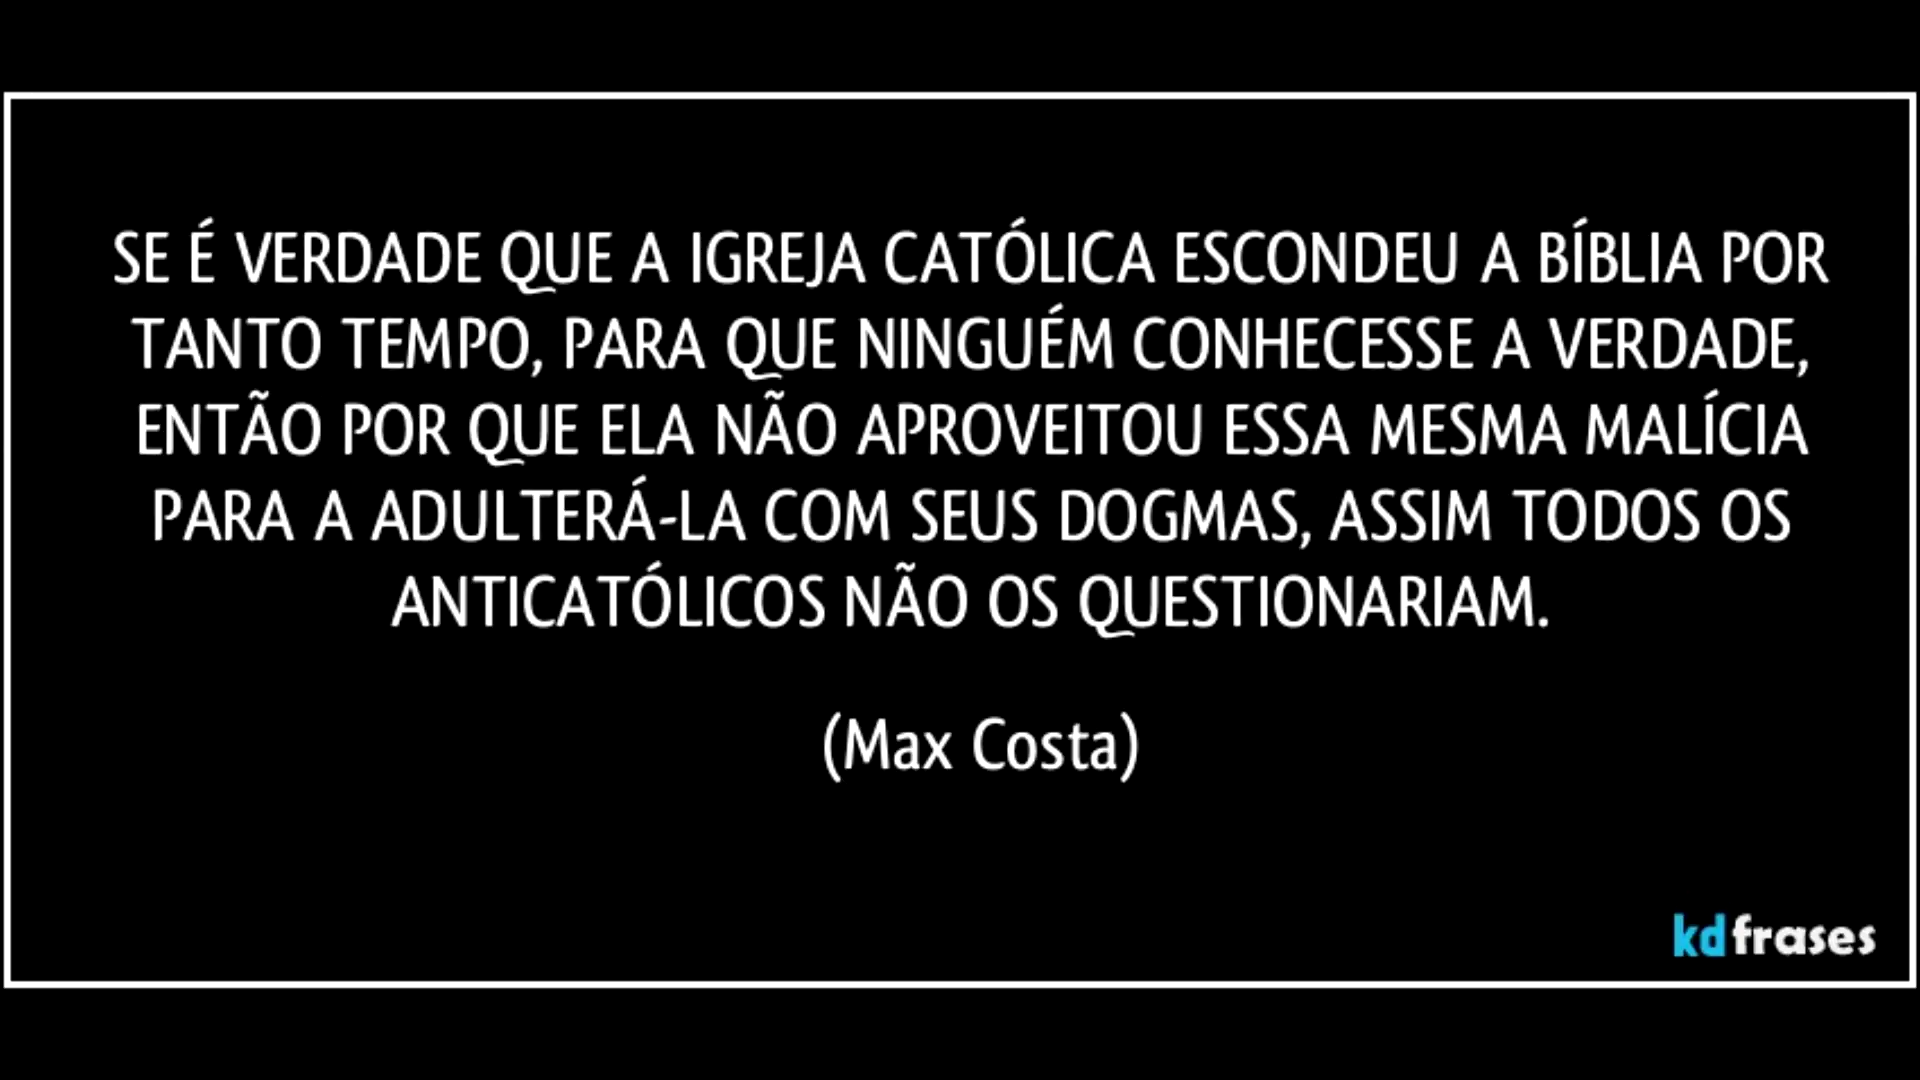 SE É VERDADE QUE A IGREJA CATÓLICA ESCONDEU A BÍBLIA POR
TANTO TEMPO, PARA QUE NINGUÉM CONHECESSE A VERDADE,
ENTÃO POR QUE ELA NÃO APROVEITOU ESSA MESMA MALÍCIA
PARA A ADULTERÁ-LA COM SEUS DOGMAS, ASSIM TODOS OS
ANTICATÓLICOS NÃO OS QUESTIONARIAM.
(Max Costa)
kdfrases